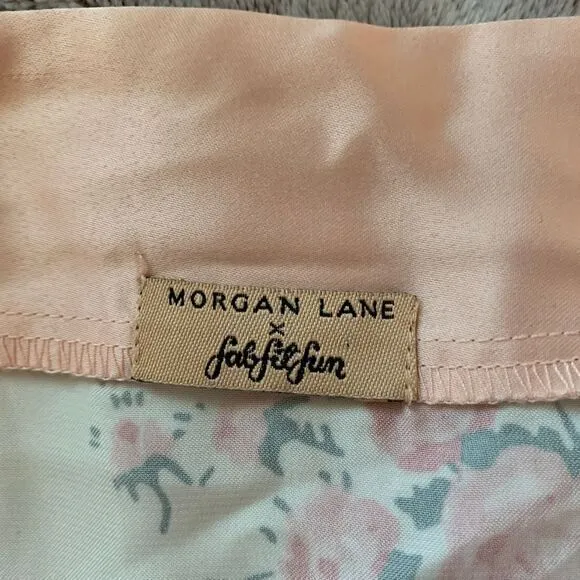 MORGAN LANE
×
fabfitfun